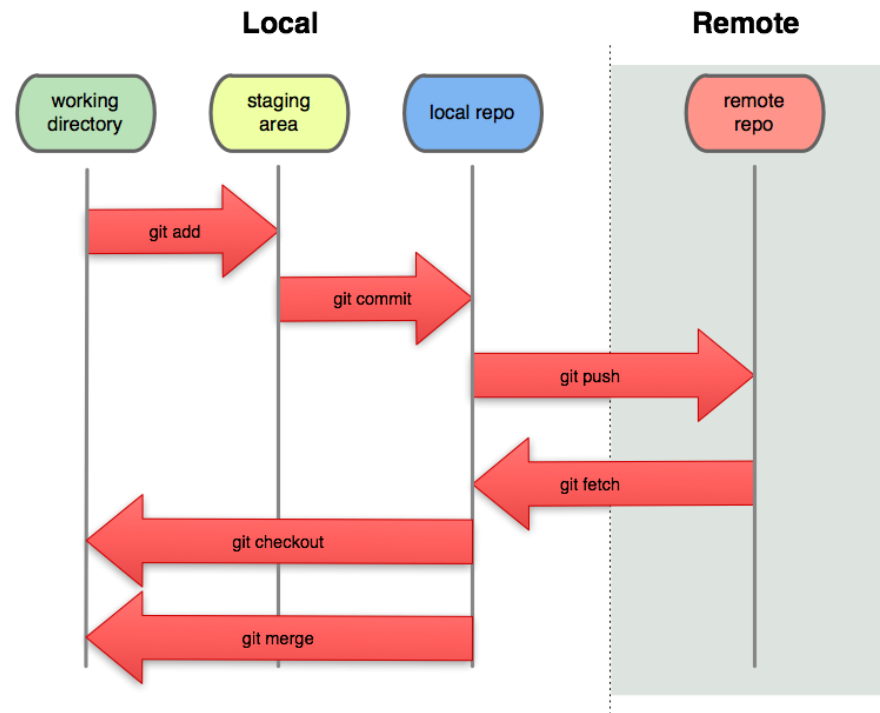 Local
Remote
working
directory
staging
area
local repo
remote
repo
git add
git commit
git push
git fetch
git checkout
git merge